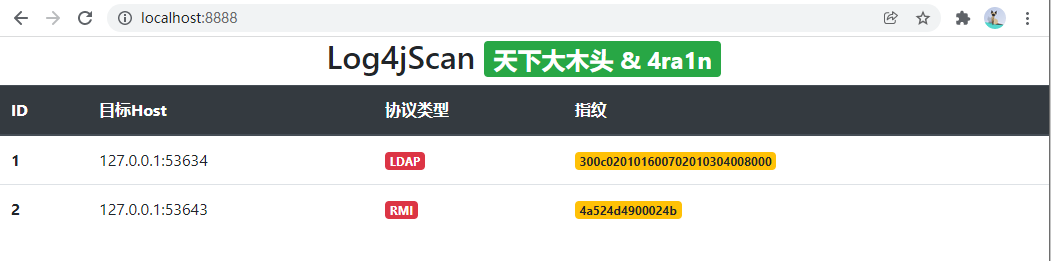 localhost:8888
Log4jScan 天下大木头 & 4ra1n
ID 目标Host 协议类型 指纹
1 127.0.0.1:53634 LDAP 300c020101600702010304008000
2 127.0.0.1:53643 RMI 4a524d4900024b